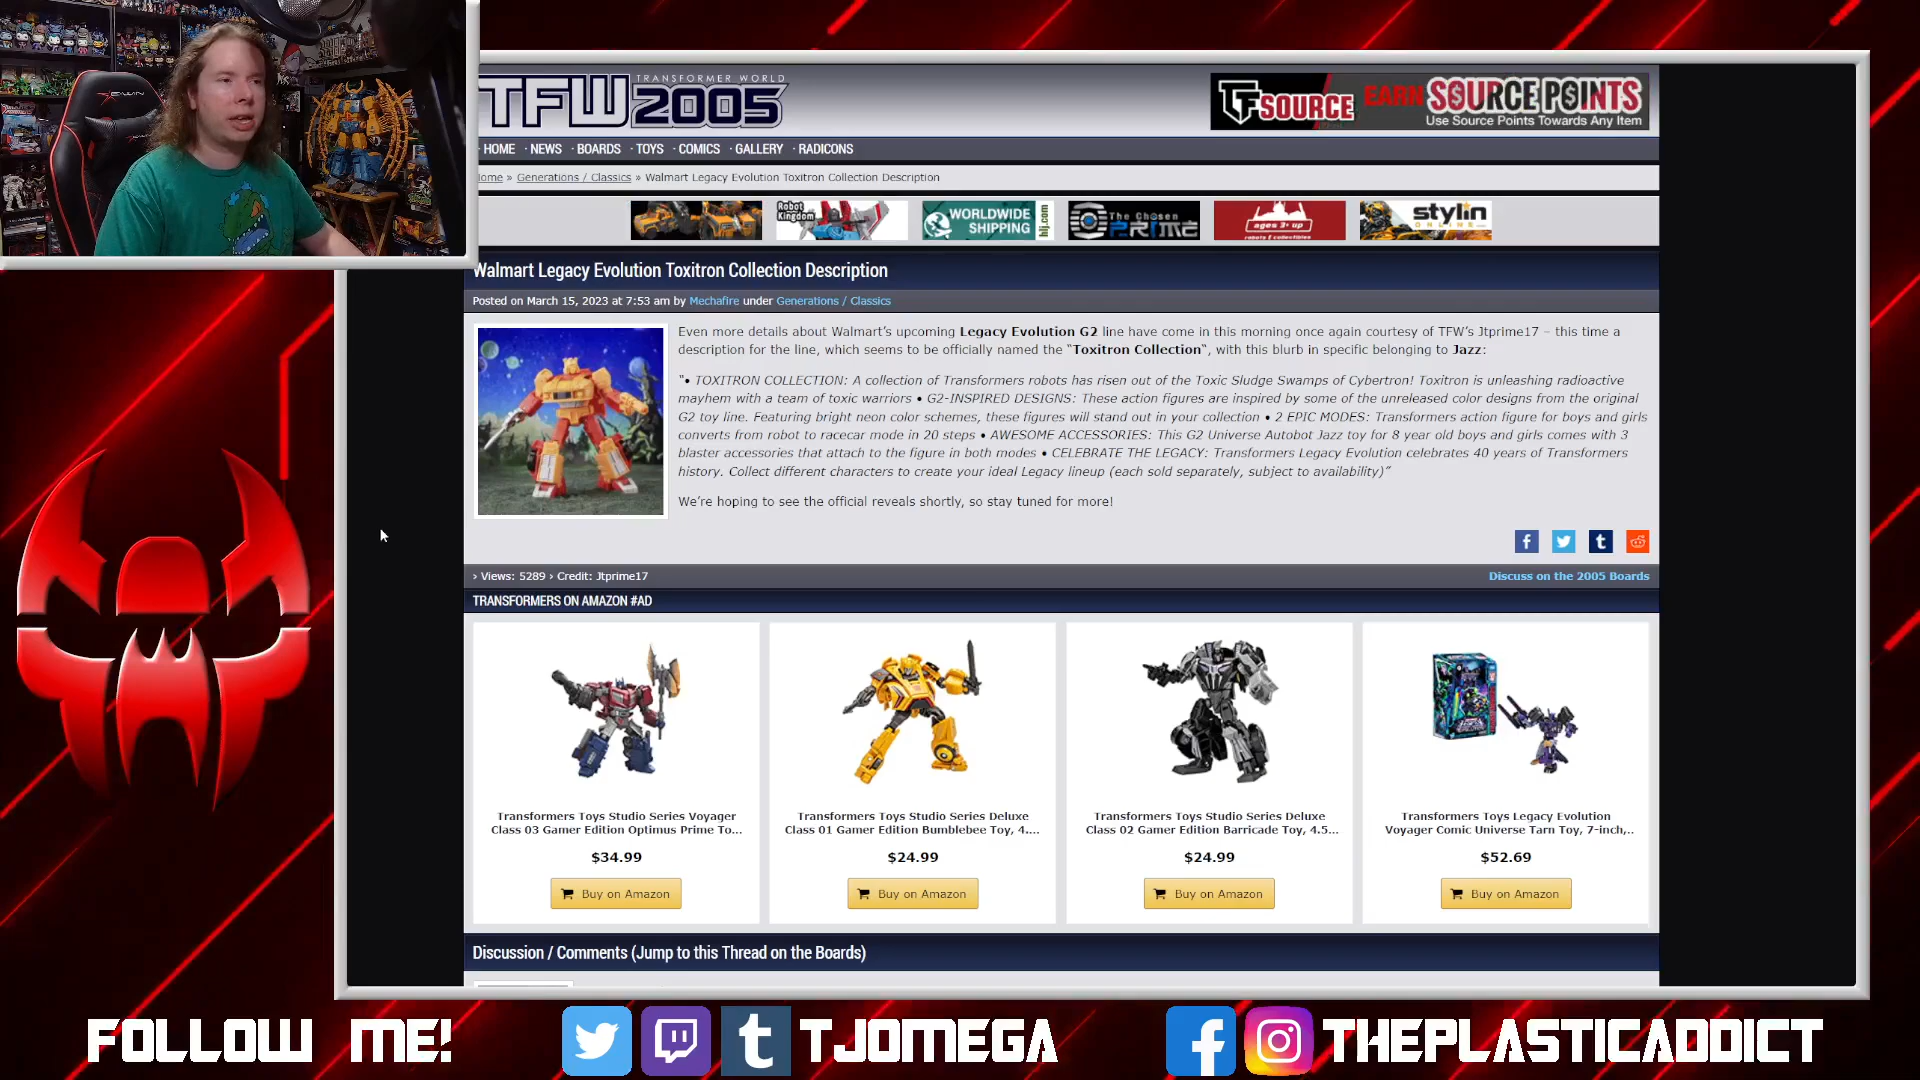 TRANSFORMER WORLD
TFW2005
TFSOURCE EARN SOURCE POINTS
Use Source Points Towards Any Item
· HOME · NEWS · BOARDS · TOYS · COMICS · GALLERY · RADICONS
ome » Generations / Classics » Walmart Legacy Evolution Toxitron Collection Description
Robot Kingdom
WORLDWIDE SHIPPING hlj.com
The Chosen PRIME
ages 3+ up
robots & collectibles
stylin ONLINE.com
Walmart Legacy Evolution Toxitron Collection Description
Posted on March 15, 2023 at 7:53 am by Mechafire under Generations / Classics
Even more details about Walmart's upcoming Legacy Evolution G2 line have come in this morning once again courtesy of TFW's Jtprime17 – this time a
description for the line, which seems to be officially named the "Toxitron Collection", with this blurb in specific belonging to Jazz:
"• TOXITRON COLLECTION: A collection of Transformers robots has risen out of the Toxic Sludge Swamps of Cybertron! Toxitron is unleashing radioactive
mayhem with a team of toxic warriors • G2-INSPIRED DESIGNS: These action figures are inspired by some of the unreleased color designs from the original
G2 toy line. Featuring bright neon color schemes, these figures will stand out in your collection • 2 EPIC MODES: Transformers action figure for boys and girls
converts from robot to racecar mode in 20 steps • AWESOME ACCESSORIES: This G2 Universe Autobot Jazz toy for 8 year old boys and girls comes with 3
blaster accessories that attach to the figure in both modes • CELEBRATE THE LEGACY: Transformers Legacy Evolution celebrates 40 years of Transformers
history. Collect different characters to create your ideal Legacy lineup (each sold separately, subject to availability)"
We're hoping to see the official reveals shortly, so stay tuned for more!
› Views: 5289 › Credit: Jtprime17
Discuss on the 2005 Boards
TRANSFORMERS ON AMAZON #AD
Transformers Toys Studio Series Voyager
Class 03 Gamer Edition Optimus Prime To...
$34.99
Buy on Amazon
Transformers Toys Studio Series Deluxe
Class 01 Gamer Edition Bumblebee Toy, 4....
$24.99
Buy on Amazon
Transformers Toys Studio Series Deluxe
Class 02 Gamer Edition Barricade Toy, 4.5...
$24.99
Buy on Amazon
Transformers Toys Legacy Evolution
Voyager Comic Universe Tarn Toy, 7-inch,..
$52.69
Buy on Amazon
Discussion / Comments (Jump to this Thread on the Boards)
FOLLOW ME!
TJOMEGA
THEPLASTICADDICT